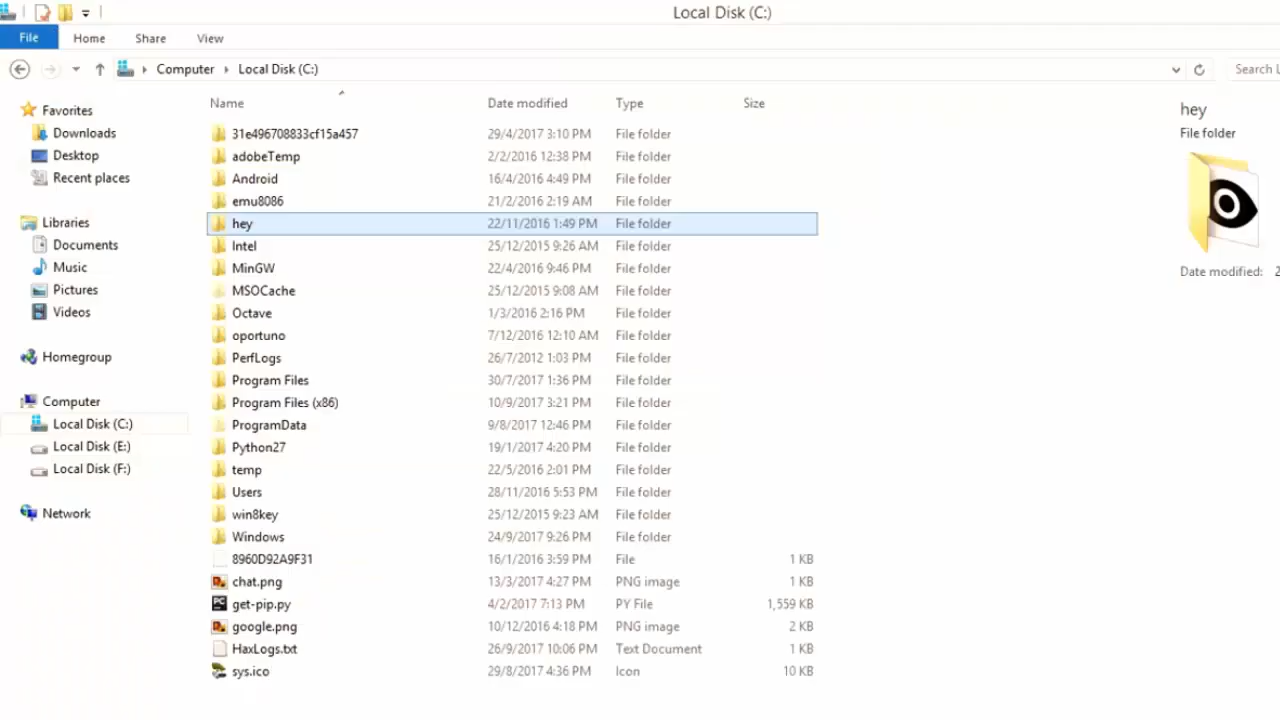 Local Disk (C:)
File Home Share View
Computer Local Disk (C:) Search
Name Date modified Type Size
Favorites
Downloads
Desktop
Recent places
Libraries
Documents
Music
Pictures
Videos
Homegroup
Computer
Local Disk (C:)
Local Disk (E:)
Local Disk (F:)
Network
31e496708833cf15a457 29/4/2017 3:10 PM File folder
adobeTemp 2/2/2016 12:38 PM File folder
Android 16/4/2016 4:49 PM File folder
emu8086 21/2/2016 2:19 AM File folder
hey 22/11/2016 1:49 PM File folder
Intel 25/12/2015 9:26 AM File folder
MinGW 22/4/2016 9:46 PM File folder
MSOCache 25/12/2015 9:08 AM File folder
Octave 1/3/2016 2:16 PM File folder
oportuno 7/12/2016 12:10 AM File folder
PerfLogs 26/7/2012 1:03 PM File folder
Program Files 30/7/2017 1:36 PM File folder
Program Files (x86) 10/9/2017 3:21 PM File folder
ProgramData 9/8/2017 12:46 PM File folder
Python27 19/1/2017 4:20 PM File folder
temp 22/5/2016 2:01 PM File folder
Users 28/11/2016 5:53 PM File folder
win8key 25/12/2015 9:23 AM File folder
Windows 24/9/2017 9:26 PM File folder
8960D92A9F31 16/1/2016 3:59 PM File 1 KB
chat.png 13/3/2017 4:27 PM PNG image 1 KB
get-pip.py 4/2/2017 7:13 PM PY File 1,559 KB
google.png 10/12/2016 4:18 PM PNG image 2 KB
HaxLogs.txt 26/9/2017 10:06 PM Text Document 1 KB
sys.ico 29/8/2017 4:36 PM Icon 10 KB
hey
File folder
Date modified: